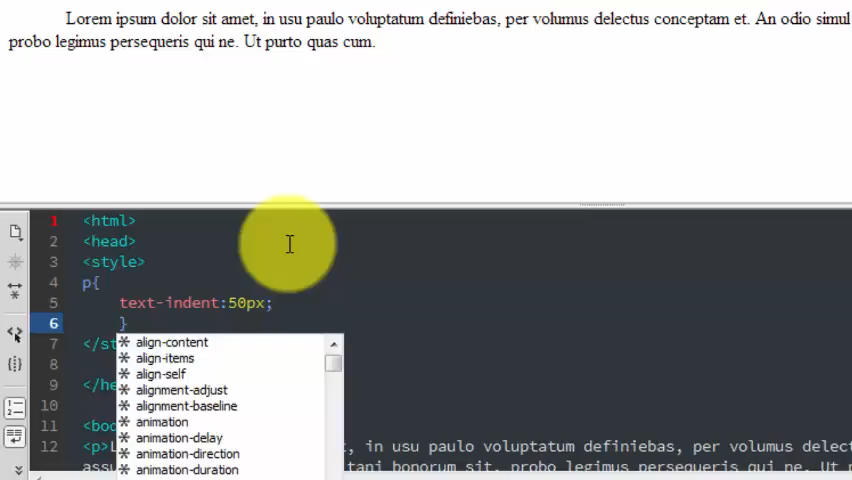 Lorem ipsum dolor sit amet, in usu paulo voluptatum definiebas, per volumus delectus conceptam et. An odio simul
probo legimus persequeris qui ne. Ut purto quas cum.
1 <html>
2 <head>
3 <style>
4 p{
5 text-indent:50px;
6 }
7 </st
align-content
8
align-items
align-self
9 </he
alignment-adjust
10
alignment-baseline
11 <bod
animation
animation-delay
12 <p>L
, in usu paulo voluptatum definiebas, per volumus delect
animation-direction
assu
tani honorum sit, probo legimus persequeris qui ne. Ut p
animation-duration